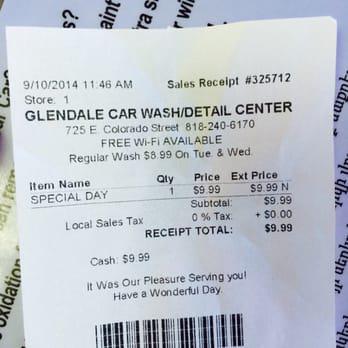 9/10/2014 11:46 AM Sales Receipt #325712
Store: 1
GLENDALE CAR WASH/DETAIL CENTER
725 E. Colorado Street 818-240-6170
FREE Wi-Fi AVAILABLE
Regular Wash $8.99 On Tue. & Wed.
Item Name Qty Price Ext Price
SPECIAL DAY 1 $9.99 $9.99 N
Subtotal: $9.99
Local Sales Tax 0 % Tax: + $0.00
RECEIPT TOTAL: $9.99
Cash: $9.99
It Was Our Pleasure Serving you!
Have a Wonderful Day.